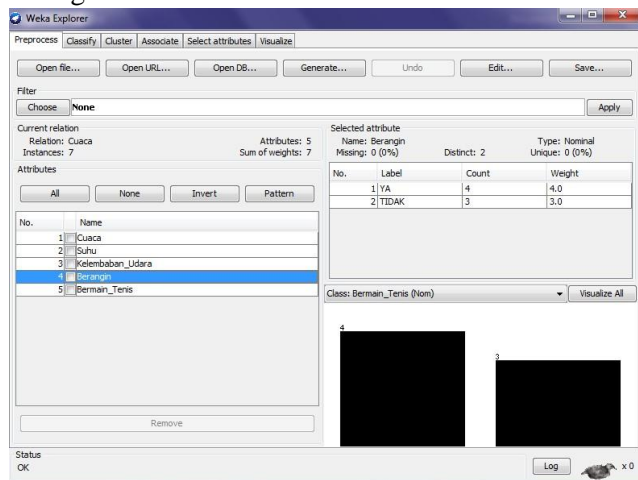 Weka Explorer
Preprocess Classify Cluster Associate Select attributes Visualize
Open file... Open URL... Open DB... Generate... Undo Edit... Save...
Filter
Choose None Apply
Current relation
Relation: Cuaca Attributes: 5
Instances: 7 Sum of weights: 7
Attributes
All None Invert Pattern
No. Name
1 Cuaca
2 Suhu
3 Kelembaban_Udara
4 Berangin
5 Bermain_Tenis
Remove
Selected attribute
Name: Berangin Type: Nominal
Missing: 0 (0%) Distinct: 2 Unique: 0 (0%)
No. Label Count Weight
1 YA 4 4.0
2 TIDAK 3 3.0
Class: Bermain_Tenis (Nom) Visualize All
4
3
Status
OK
Log x 0